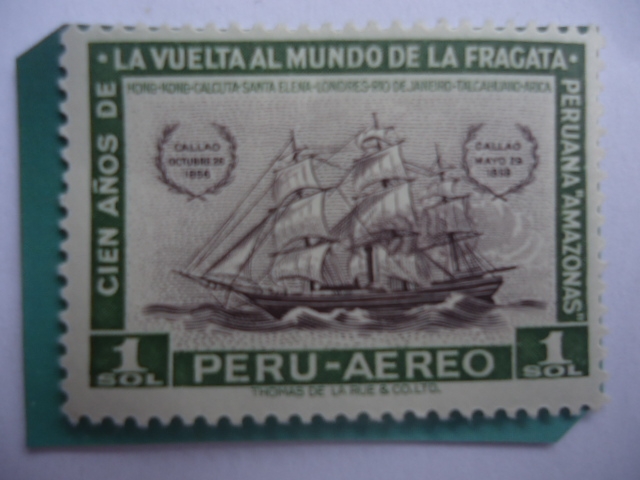 CIEN AÑOS DE
· LA VUELTA AL MUNDO DE LA FRAGATA ·
PERUANA "AMAZONAS"
HONG-KONG-CALCUTA-SANTA ELENA-LONDRES-RIO DE JANEIRO-TALCAHUANO-ARICA
CALLAO
OCTUBRE 26
1856
CALLAO
MAYO 29
1858
1
SOL
PERU-AEREO
1
SOL
THOMAS DE LA RUE & CO. LTD.